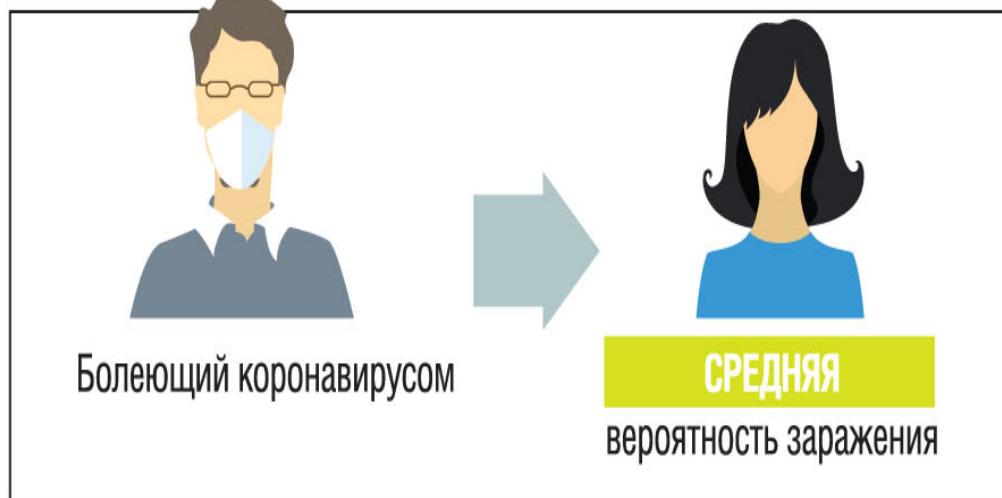 Болеющий коронавирусом
СРЕДНЯЯ
вероятность заражения